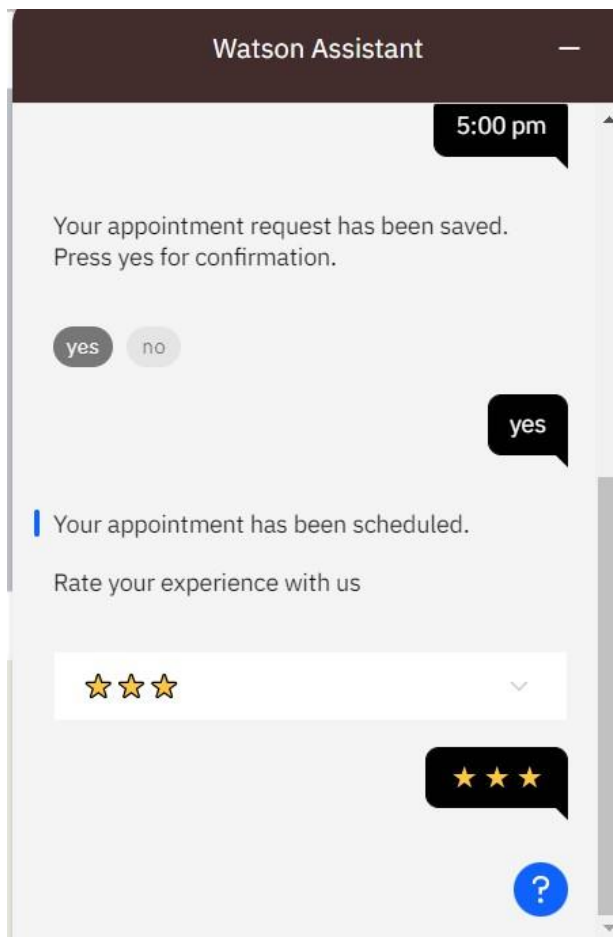 Watson Assistant
5:00 pm
Your appointment request has been saved.
Press yes for confirmation.
yes no
yes
Your appointment has been scheduled.
Rate your experience with us
?